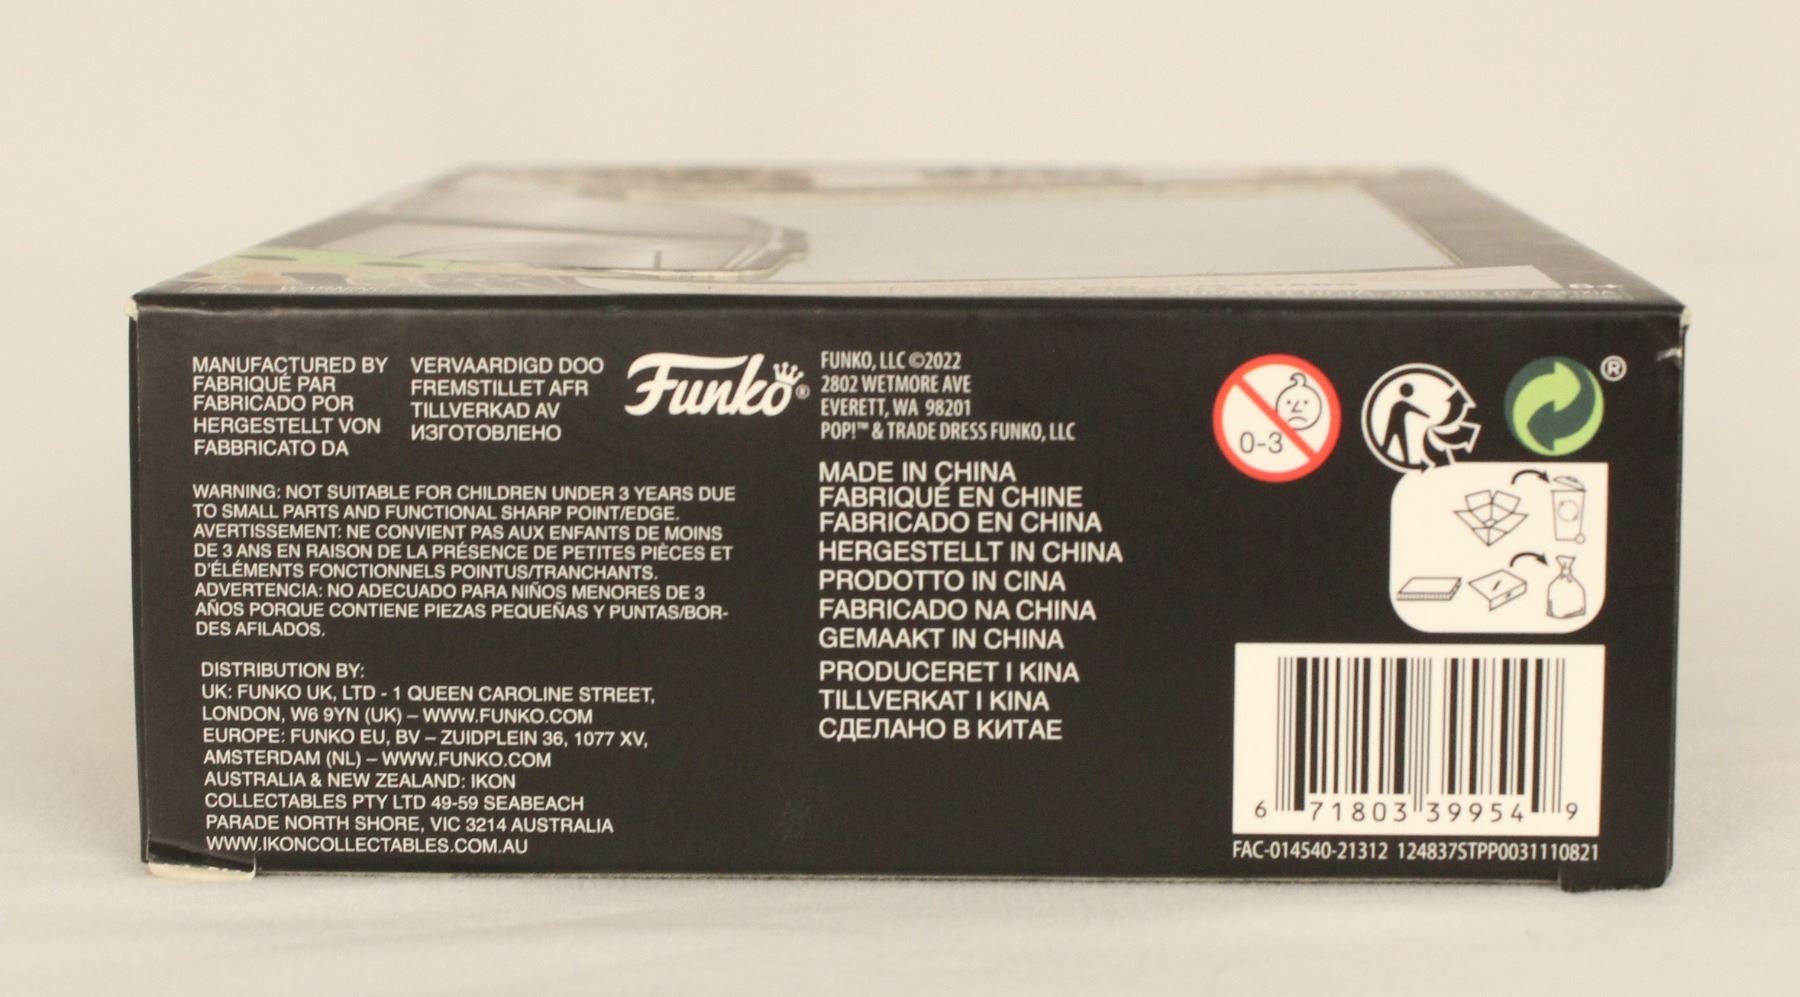 MANUFACTURED BY
FABRIQUÉ PAR
FABRICADO POR
HERGESTELLT VON
FABBRICATO DA
VERVAARDIGD DOO
FREMSTILLET AFR
TILLVERKAD AV
ИЗГОТОВЛЕНО
Funko®
FUNKO, LLC ©2022
2802 WETMORE AVE
EVERETT, WA 98201
POP!™ & TRADE DRESS FUNKO, LLC
WARNING: NOT SUITABLE FOR CHILDREN UNDER 3 YEARS DUE
TO SMALL PARTS AND FUNCTIONAL SHARP POINT/EDGE.
AVERTISSEMENT: NE CONVIENT PAS AUX ENFANTS DE MOINS
DE 3 ANS EN RAISON DE LA PRÉSENCE DE PETITES PIÈCES ET
D'ÉLÉMENTS FONCTIONNELS POINTUS/TRANCHANTS.
ADVERTENCIA: NO ADECUADO PARA NIÑOS MENORES DE 3
AÑOS PORQUE CONTIENE PIEZAS PEQUEÑAS Y PUNTAS/BOR-
DES AFILADOS.
DISTRIBUTION BY:
UK: FUNKO UK, LTD - 1 QUEEN CAROLINE STREET,
LONDON, W6 9YN (UK) – WWW.FUNKO.COM
EUROPE: FUNKO EU, BV – ZUIDPLEIN 36, 1077 XV,
AMSTERDAM (NL) – WWW.FUNKO.COM
AUSTRALIA & NEW ZEALAND: IKON
COLLECTABLES PTY LTD 49-59 SEABEACH
PARADE NORTH SHORE, VIC 3214 AUSTRALIA
WWW.IKONCOLLECTABLES.COM.AU
MADE IN CHINA
FABRIQUÉ EN CHINE
FABRICADO EN CHINA
HERGESTELLT IN CHINA
PRODOTTO IN CINA
FABRICADO NA CHINA
GEMAAKT IN CHINA
PRODUCERET I KINA
TILLVERKAT I KINA
СДЕЛАНО В КИТАЕ
0-3
®
6 71803 39954 9
FAC-014540-21312 124837STPP0031110821